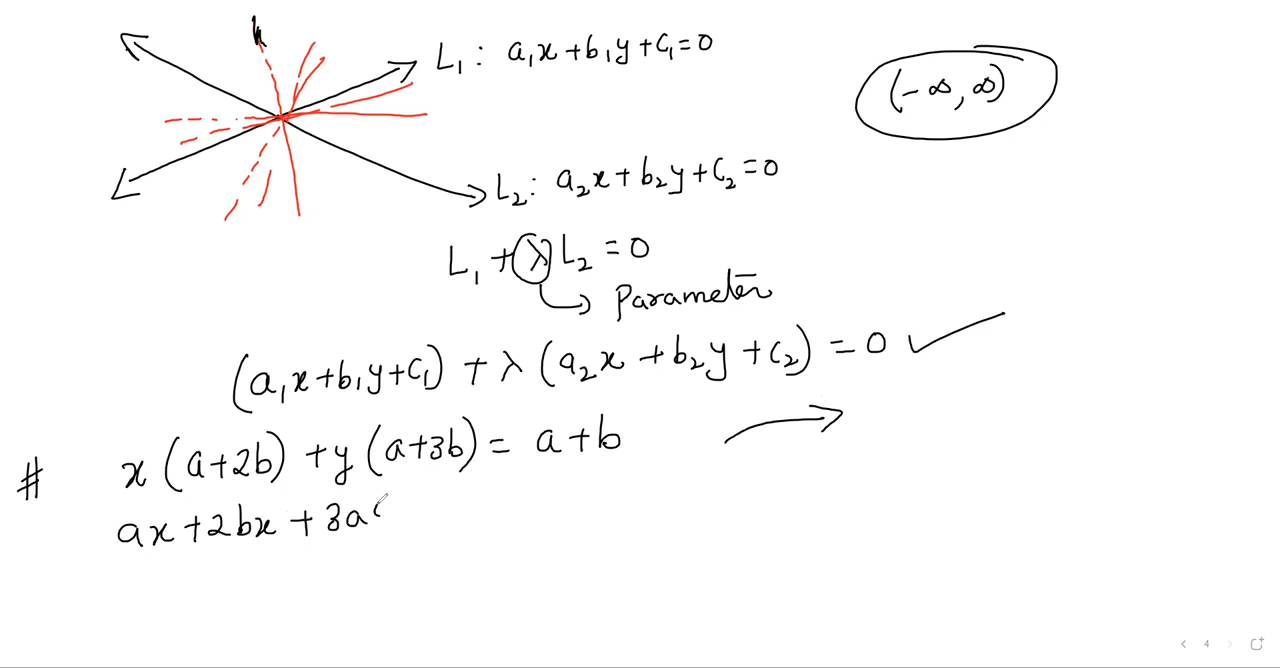 L₁ : a₁x+b₁y+c₁=0
(-∞,∞)
L₂: a₂x+b₂y+c₂=0
L₁+λL₂=0
Parameter
(a₁x+b₁y+c₁)+λ(a₂x+b₂y+c₂)=0
# x(a+2b)+y(a+3b)= a+b
ax+2bx+3a